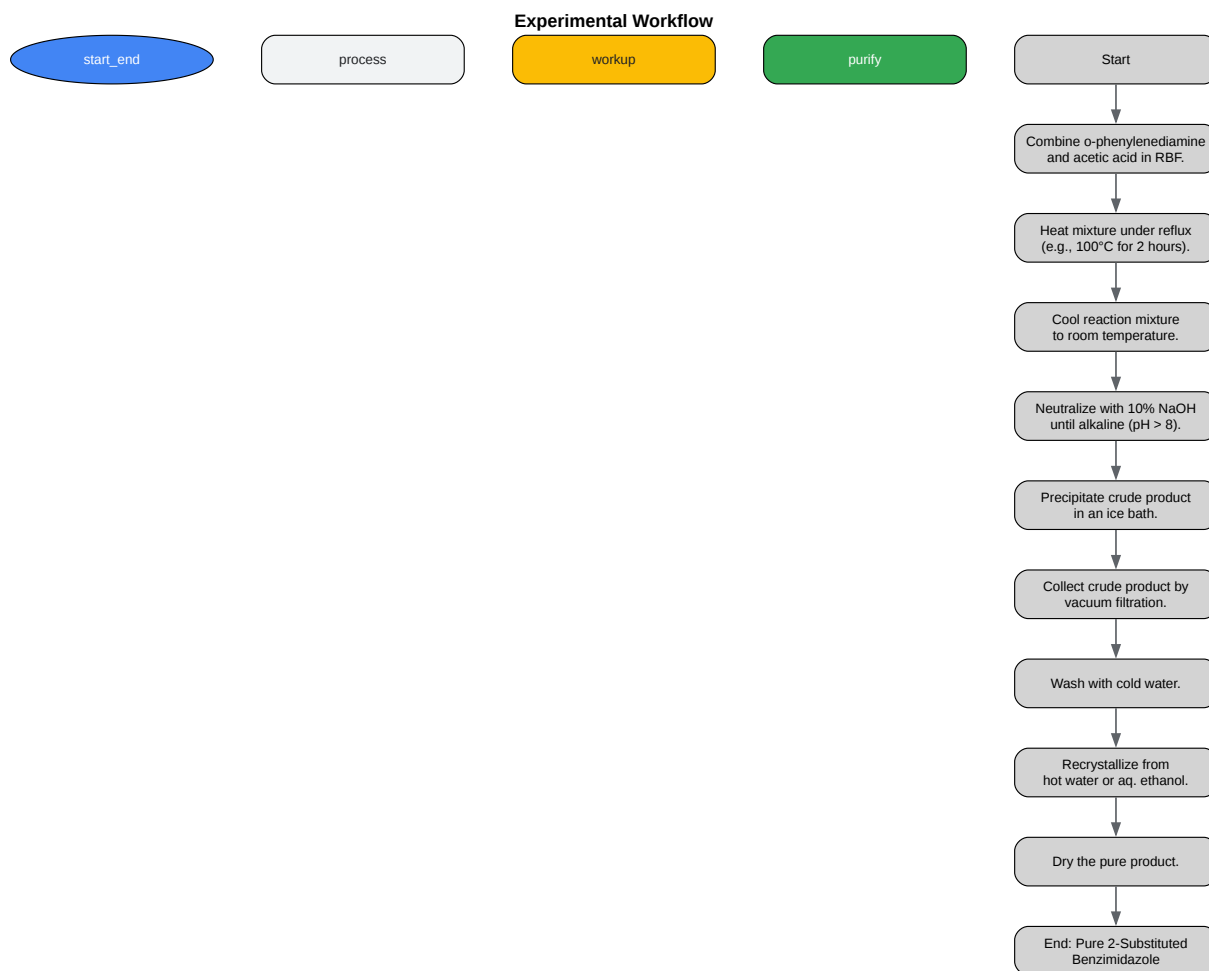 Experimental Workflow
start_end
process
workup
purify
Start
Combine o-phenylenediamine
and acetic acid in RBF.
Heat mixture under reflux
(e.g., 100°C for 2 hours).
Cool reaction mixture
to room temperature.
Neutralize with 10% NaOH
until alkaline (pH > 8).
Precipitate crude product
in an ice bath.
Collect crude product by
vacuum filtration.
Wash with cold water.
Recrystallize from
hot water or aq. ethanol.
Dry the pure product.
End: Pure 2-Substituted
Benzimidazole